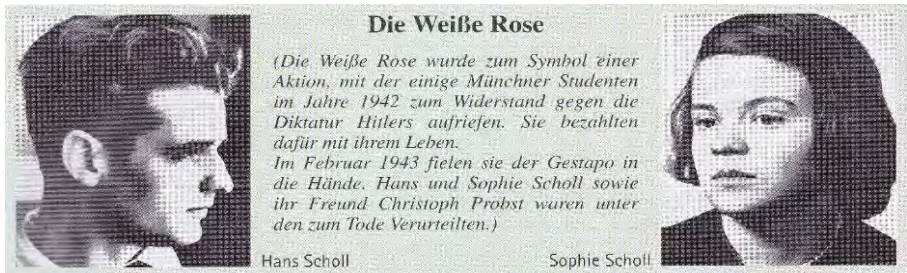 Die Weiße Rose
(Die Weiße Rose wurde zum Symbol einer
Aktion, mit der einige Münchner Studenten
im Jahre 1942 zum Widerstand gegen die
Diktatur Hitlers aufriefen. Sie bezahlten
dafür mit ihrem Leben.
Im Februar 1943 fielen sie der Gestapo in
die Hände. Hans und Sophie Scholl sowie
ihr Freund Christoph Probst waren unter
den zum Tode Verurteilten.)
Hans Scholl
Sophie Scholl